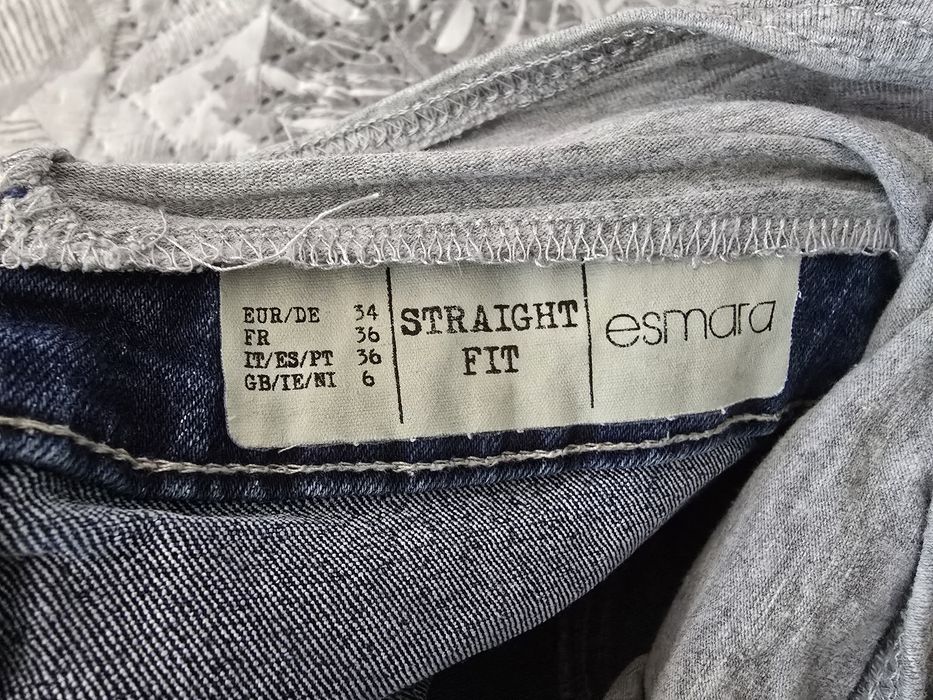 EUR/DE 34
FR 36
IT/ES/PT 36
GB/IE/NI 6
STRAIGHT
FIT
esmara